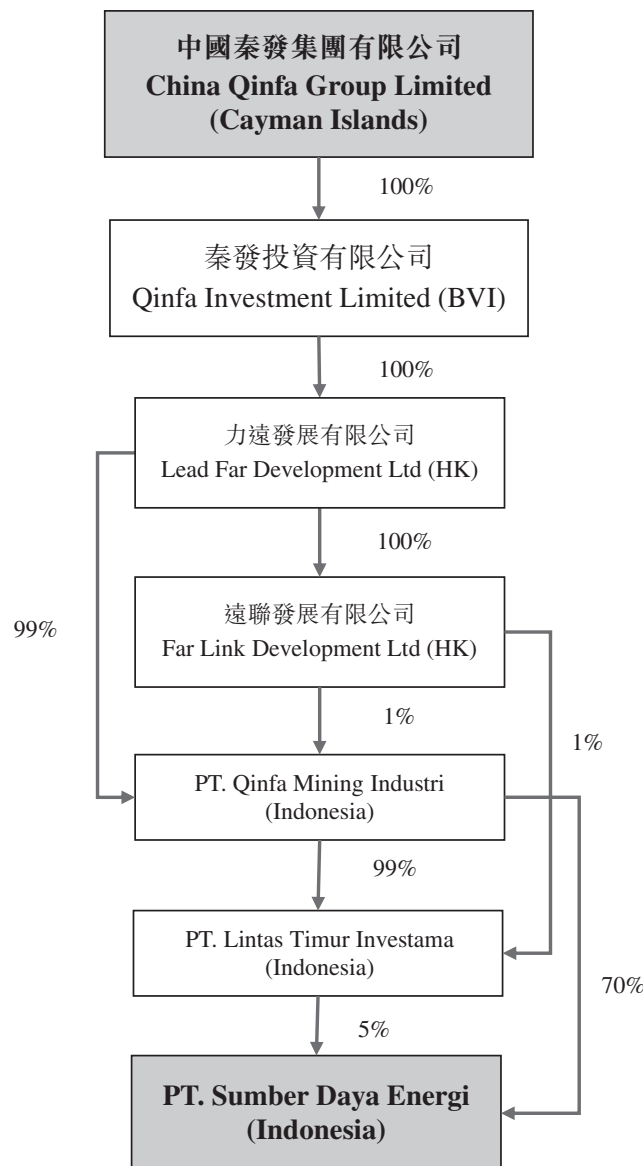 中國秦發集團有限公司
China Qinfa Group Limited
(Cayman Islands)
100%
秦發投資有限公司
Qinfa Investment Limited (BVI)
100%
力遠發展有限公司
Lead Far Development Ltd (HK)
100%
99%
遠聯發展有限公司
Far Link Development Ltd (HK)
1%
1%
PT. Qinfa Mining Industri
(Indonesia)
99%
PT. Lintas Timur Investama
(Indonesia)
70%
5%
PT. Sumber Daya Energi
(Indonesia)